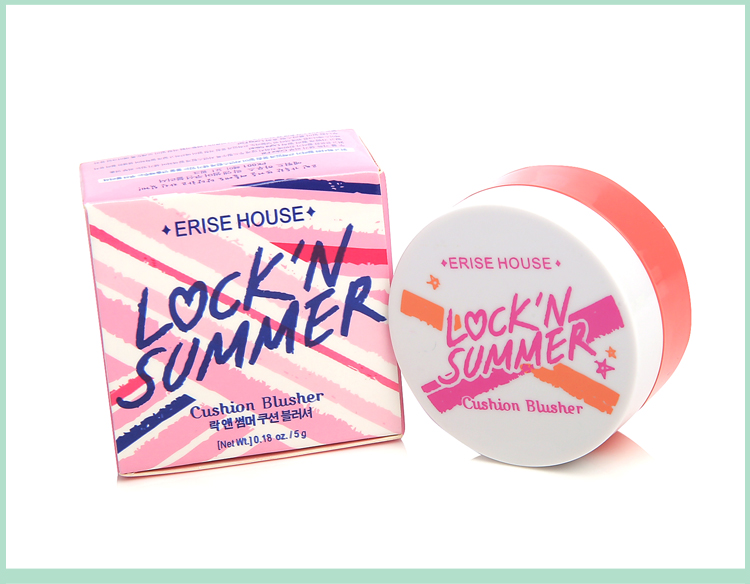 ERISE HOUSE
LOCK'N
SUMMER
Cushion Blusher
락 앤 썸머 쿠션 블러셔
[Net Wt.] 0.18 oz. / 5 g
ERISE HOUSE
LOCK'N
SUMMER
Cushion Blusher